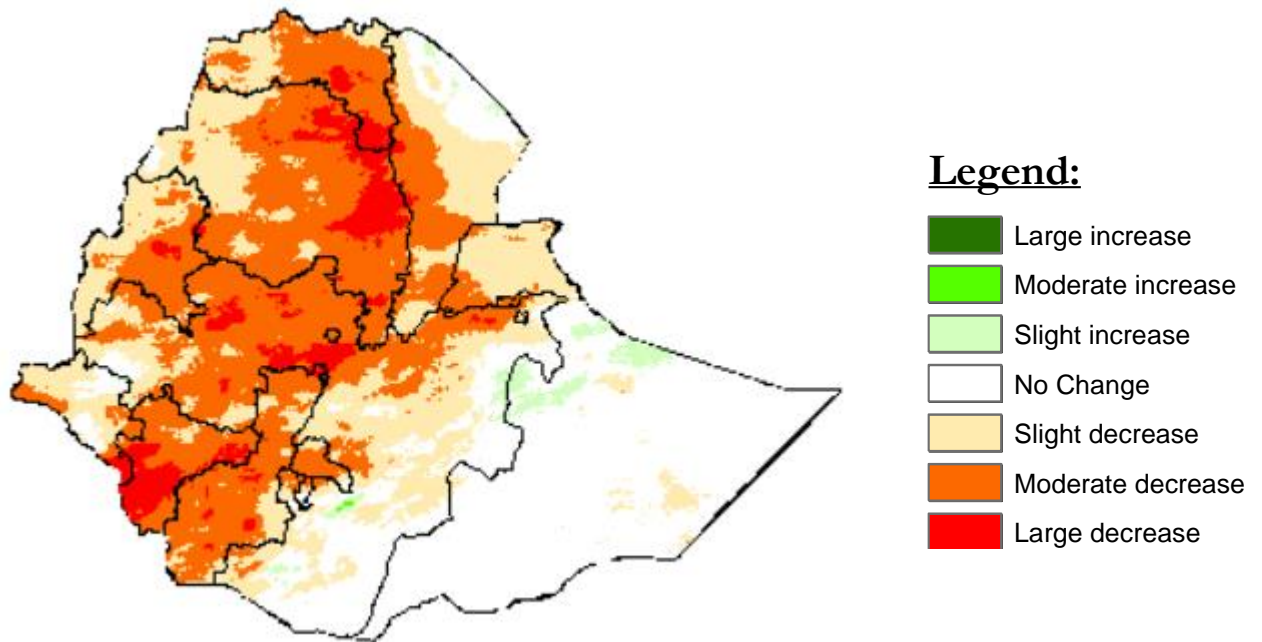 Legend:
Large increase
Moderate increase
Slight increase
No Change
Slight decrease
Moderate decrease
Large decrease